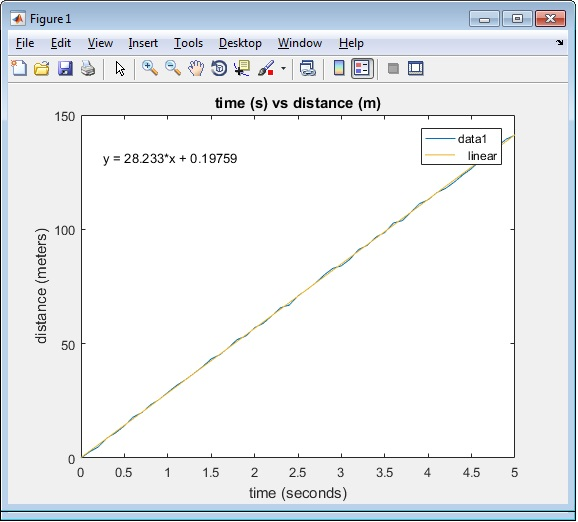 Figure 1
File Edit View Insert Tools Desktop Window Help
time (s) vs distance (m)
150
y = 28.233*x + 0.19759
data1
linear
100
distance (meters)
50
0
0 0.5 1 1.5 2 2.5 3 3.5 4 4.5 5
time (seconds)